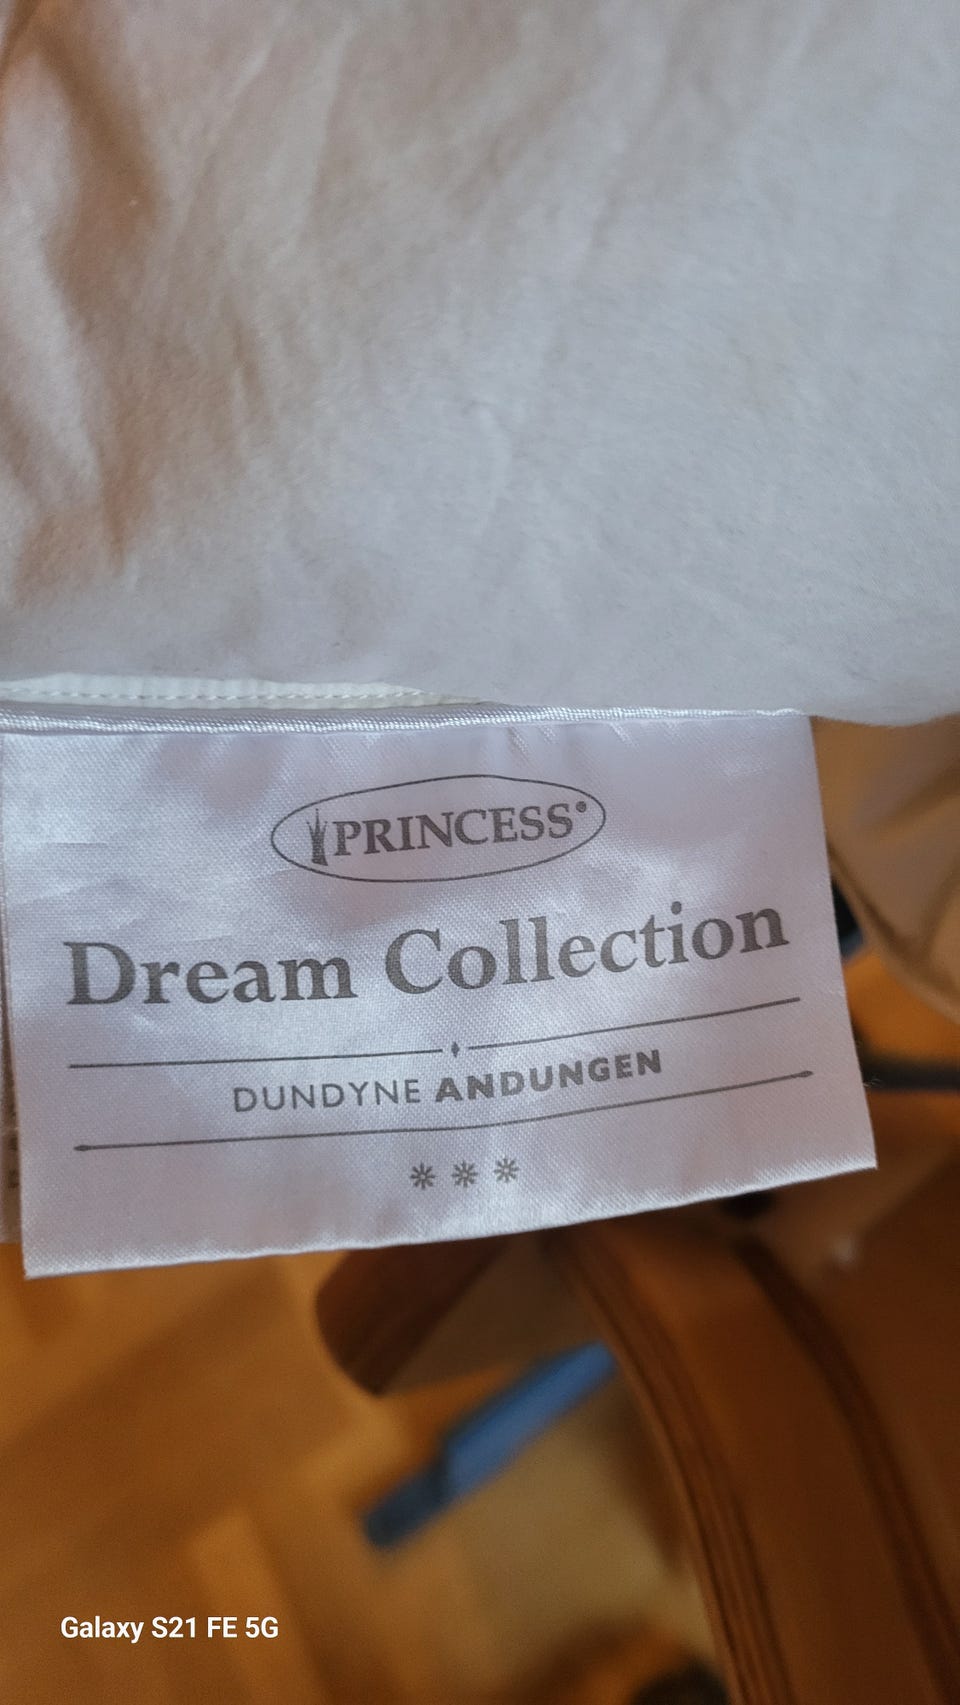 PRINCESS®
Dream Collection
DUNDYNE ANDUNGEN
***
Galaxy S21 FE 5G